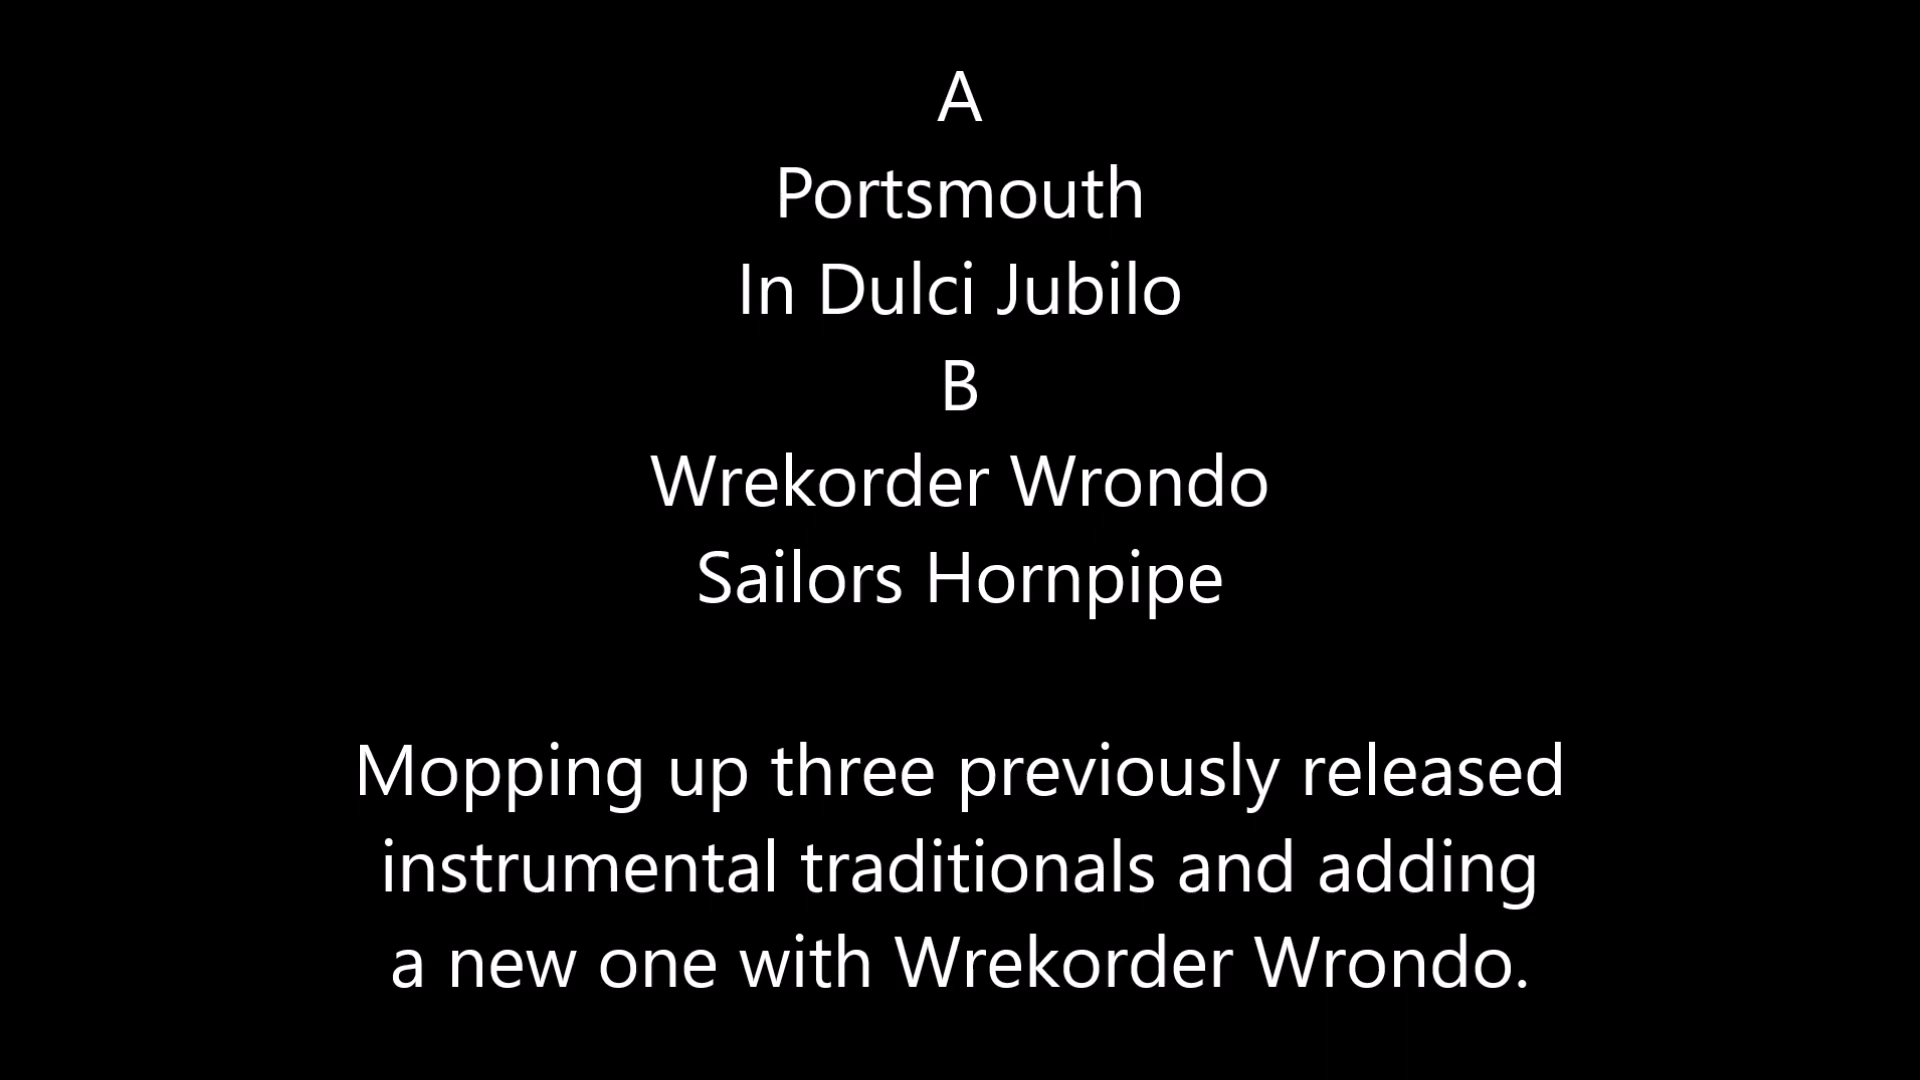 A
Portsmouth
In Dulci Jubilo
B
Wrekorder Wrondo
Sailors Hornpipe
Mopping up three previously released
instrumental traditionals and adding
a new one with Wrekorder Wrondo.